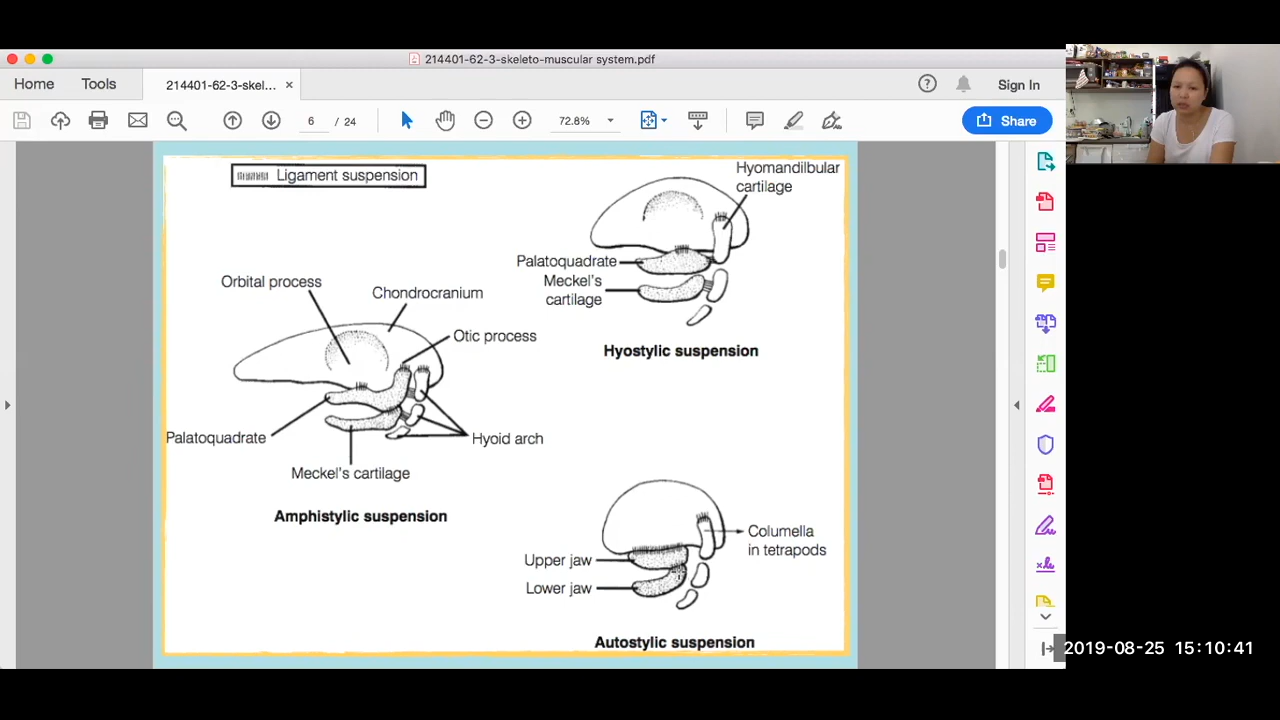 214401-62-3-skeleto-muscular system.pdf
Home
Tools
214401-62-3-skel...
×
Sign In
6 / 24
72.8%
Share
Ligament suspension
Hyomandilbular
cartilage
Palatoquadrate
Meckel's
cartilage
Hyostylic suspension
Orbital process
Chondrocranium
Otic process
Palatoquadrate
Hyoid arch
Meckel's cartilage
Amphistylic suspension
Columella
in tetrapods
Upper jaw
Lower jaw
Autostylic suspension
2019-08-25 15:10:41